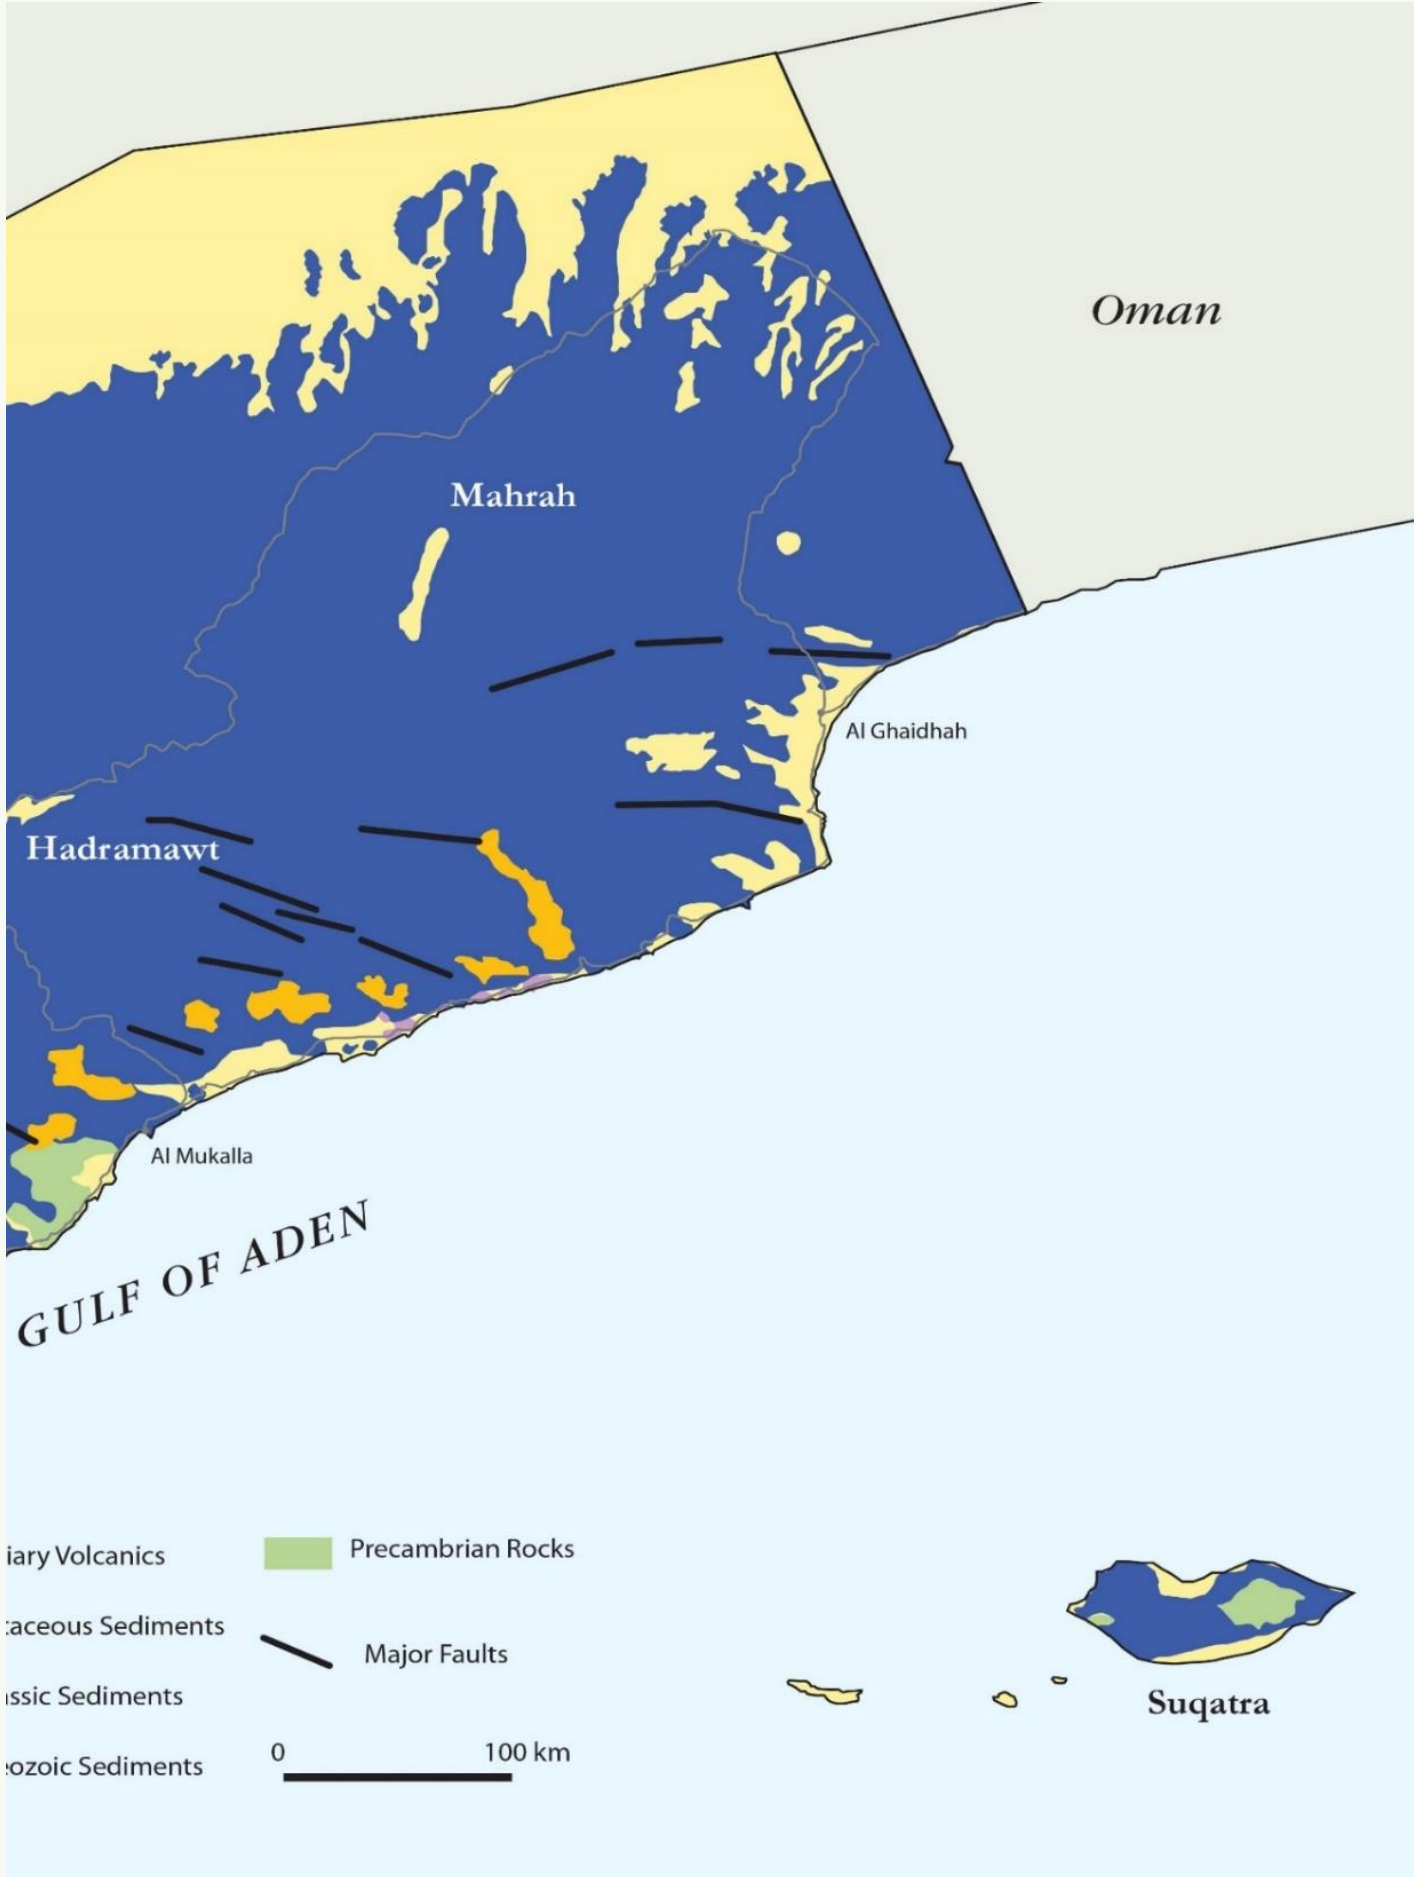 Oman
Mahrah
Al Ghaidhah
Hadramawt
Al Mukalla
GULF OF ADEN
iary Volcanics
Precambrian Rocks
taceous Sediments
Major Faults
ssic Sediments
Suqatra
0 100 km
ozoic Sediments